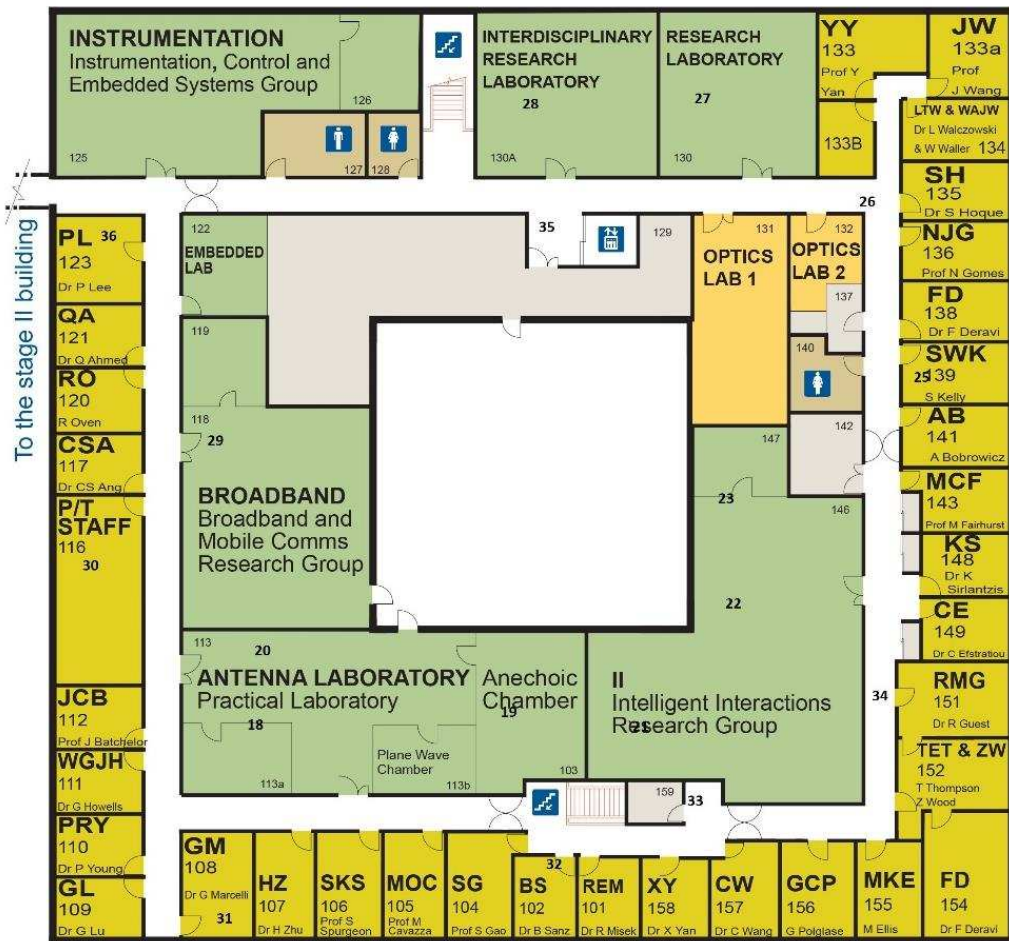 INSTRUMENTATION
Instrumentation, Control and
Embedded Systems Group
126
125
127
128
INTERDISCIPLINARY
RESEARCH
LABORATORY
28
130A
RESEARCH
LABORATORY
27
130
YY
133
Prof Y
Yan
133B
JW
133a
Prof
J Wang
LTW & WAJW
Dr L Walczowski
& W Waller 134
SH
135
Dr S Hoque
26
NJG
136
Prof N Gomes
FD
138
Dr F Deravi
SWK
25
139
S Kelly
AB
141
A Bobrowicz
MCF
143
Prof M Fairhurst
KS
148
Dr K
Sirlantzis
CE
149
Dr C Efstratiou
34
RMG
151
Dr R Guest
TET & ZW
152
T Thompson
Z Wood
To the stage II building
PL
36
123
Dr P Lee
QA
121
Dr Q Ahmed
RO
120
R Oven
CSA
117
Dr CS Ang
P/T
STAFF
116
30
JCB
112
Prof J Batchelor
WGJH
111
Dr G Howells
PRY
110
Dr P Young
GL
109
Dr G Lu
122
EMBEDDED
LAB
119
118
29
BROADBAND
Broadband and
Mobile Comms
Research Group
35
129
131
OPTICS
LAB 1
132
OPTICS
LAB 2
137
140
142
147
23
146
22
113
20
ANTENNA LABORATORY
Practical Laboratory
18
113a
Plane Wave
Chamber
113b
Anechoic
Chamber
19
103
II
Intelligent Interactions
Research Group
21
159
33
GM
108
Dr G Marcelli
31
HZ
107
Dr H Zhu
SKS
106
Prof S
Spurgeon
MOC
105
Prof M
Cavazza
SG
104
Prof S Gao
32
BS
102
Dr B Sanz
REM
101
Dr R Misek
XY
158
Dr X Yan
CW
157
Dr C Wang
GCP
156
G Polglase
MKE
155
M Ellis
FD
154
Dr F Deravi